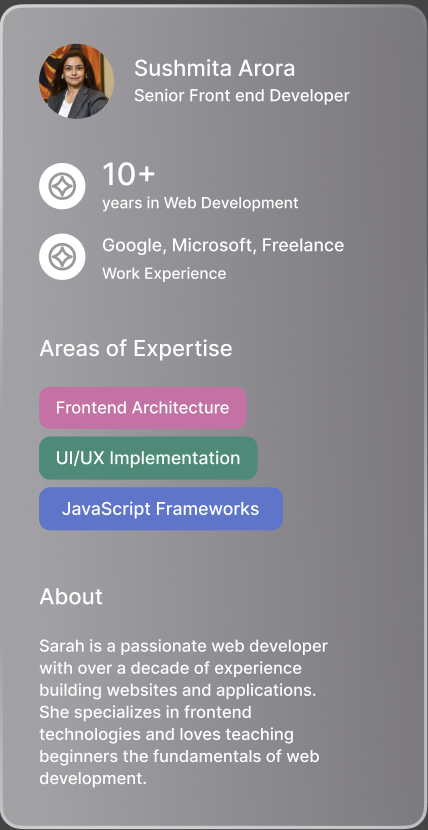 Sushmita Arora
Senior Front end Developer
10+
years in Web Development
Google, Microsoft, Freelance
Work Experience
Areas of Expertise
Frontend Architecture
UI/UX Implementation
JavaScript Frameworks
About
Sarah is a passionate web developer
with over a decade of experience
building websites and applications.
She specializes in frontend
technologies and loves teaching
beginners the fundamentals of web
development.